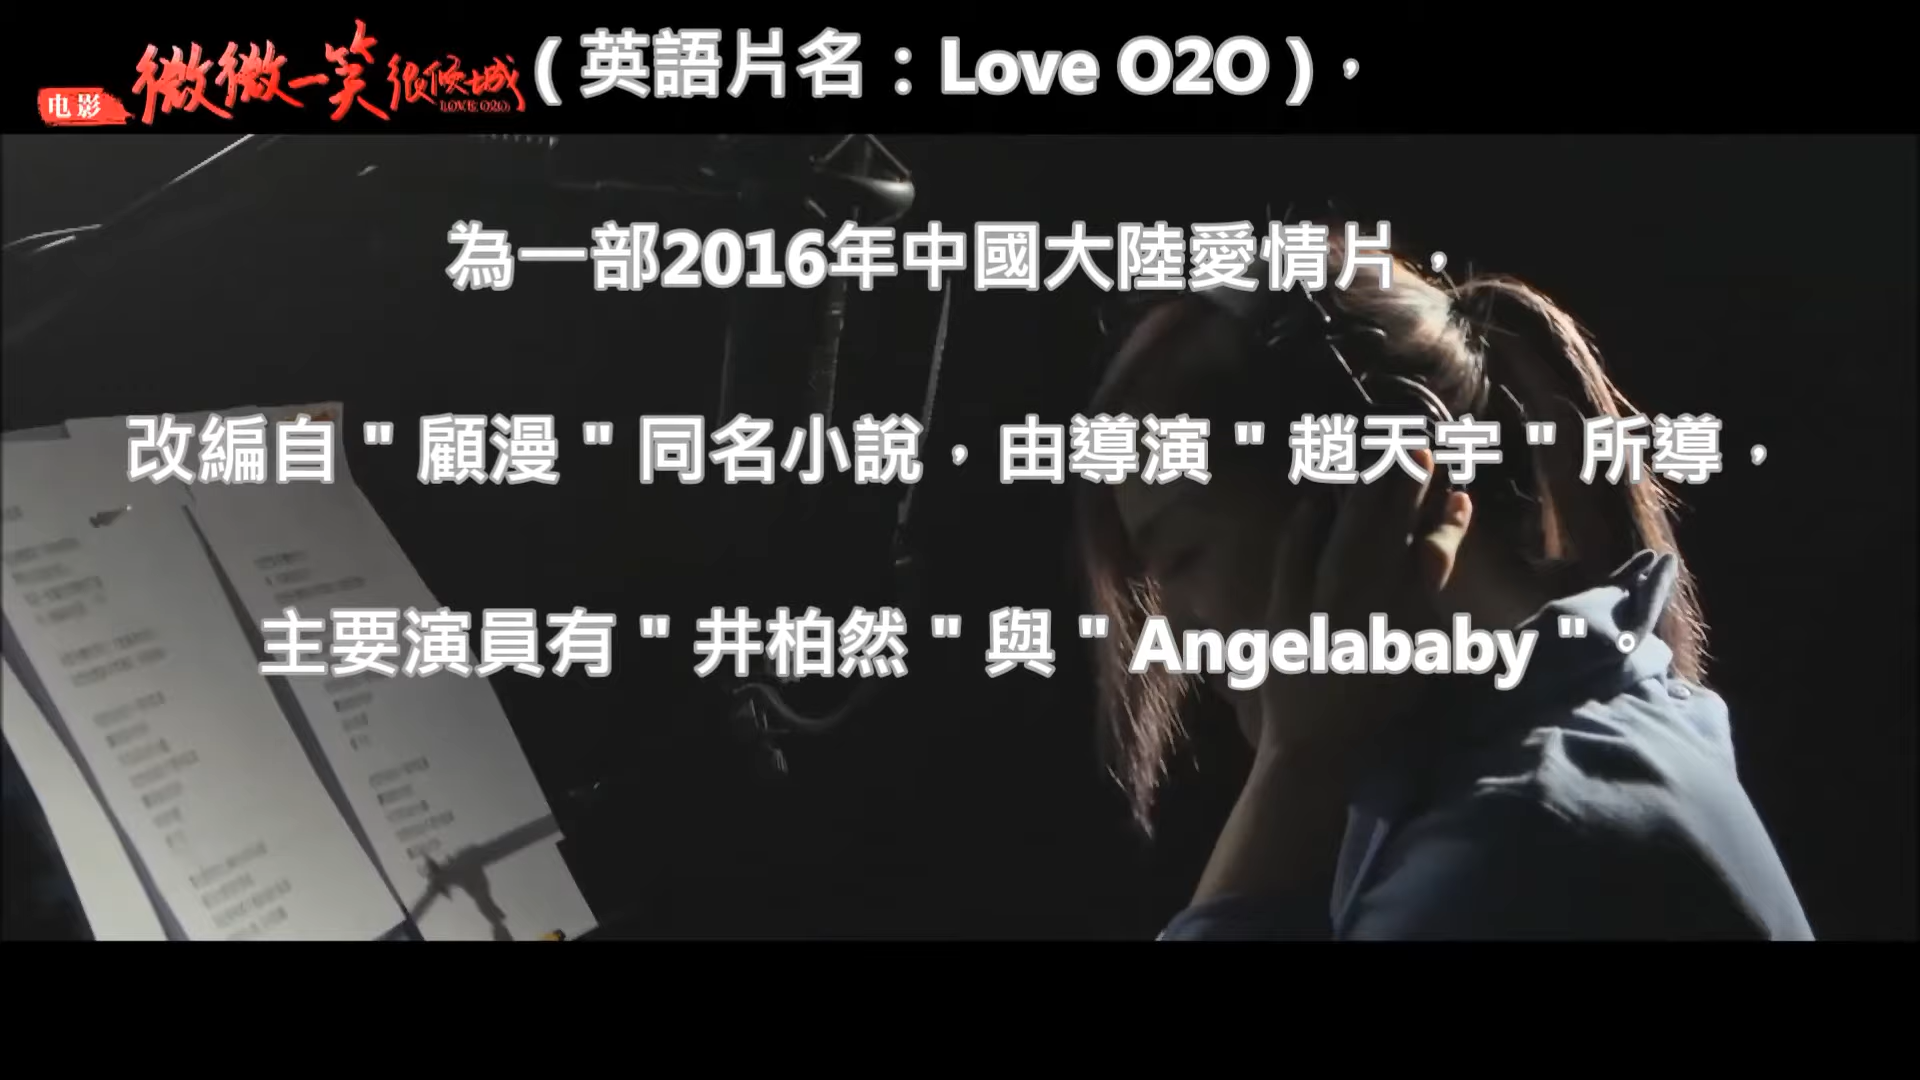 电影 微微一笑很倾城 LOVE O2O （英語片名：Love O2O），
為一部2016年中國大陸愛情片，
改編自＂顧漫＂同名小說，由導演＂趙天宇＂所導，
主要演員有＂井柏然＂與＂Angelababy＂。